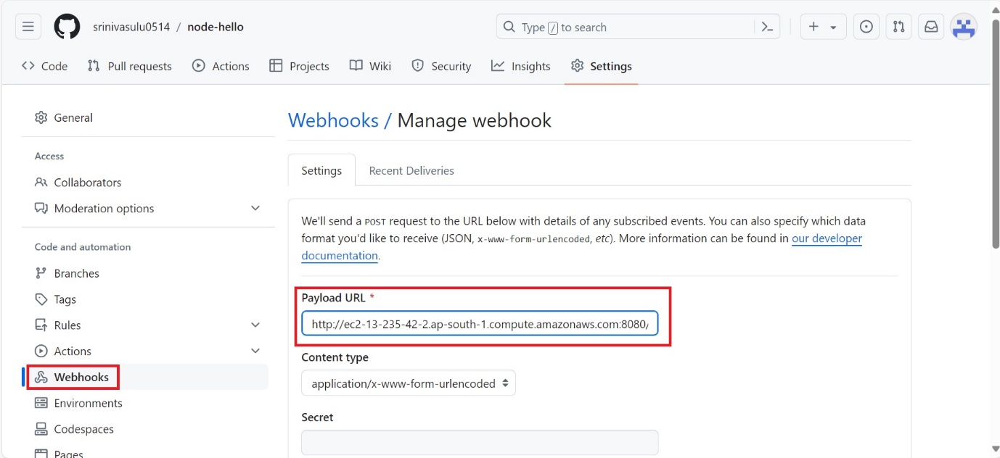 srinivasulu0514 / node-hello
Type / to search
Code Pull requests Actions Projects Wiki Security Insights Settings
General
Access
Collaborators
Moderation options
Code and automation
Branches
Tags
Rules
Actions
Webhooks
Environments
Codespaces
Pages
Webhooks / Manage webhook
Settings Recent Deliveries
We'll send a POST request to the URL below with details of any subscribed events. You can also specify which data
format you'd like to receive (JSON, x-www-form-urlencoded, etc). More information can be found in our developer
documentation.
Payload URL *
http://ec2-13-235-42-2.ap-south-1.compute.amazonaws.com:8080/
Content type
application/x-www-form-urlencoded
Secret